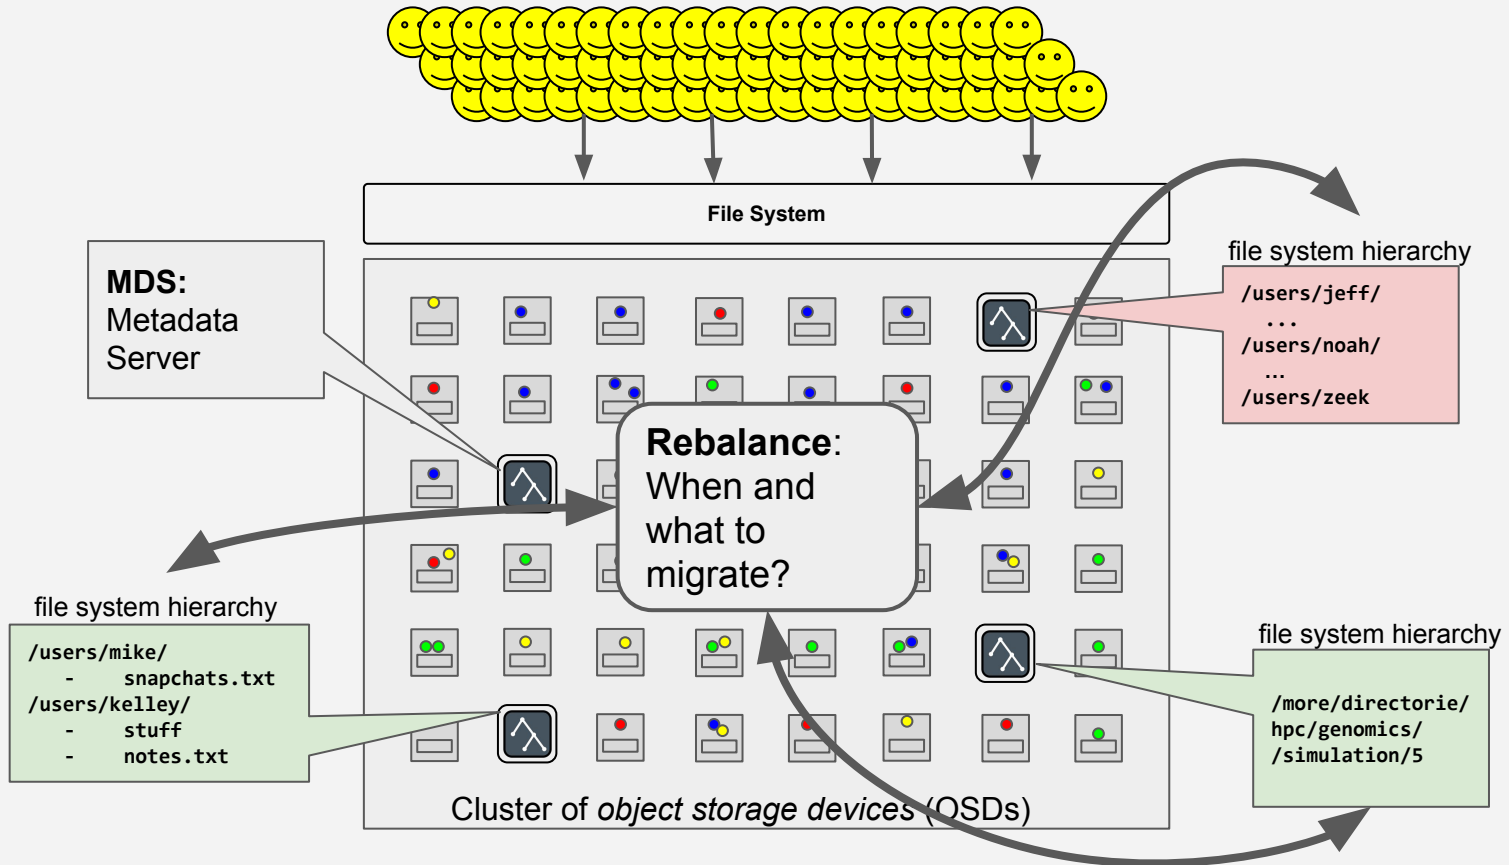 File System
MDS:
Metadata
Server
file system hierarchy
/users/jeff/
...
/users/noah/
...
/users/zeek
Rebalance:
When and
what to
migrate?
file system hierarchy
/users/mike/
- snapchats.txt
/users/kelley/
- stuff
- notes.txt
file system hierarchy
/more/directorie/
hpc/genomics/
/simulation/5
Cluster of object storage devices (OSDs)